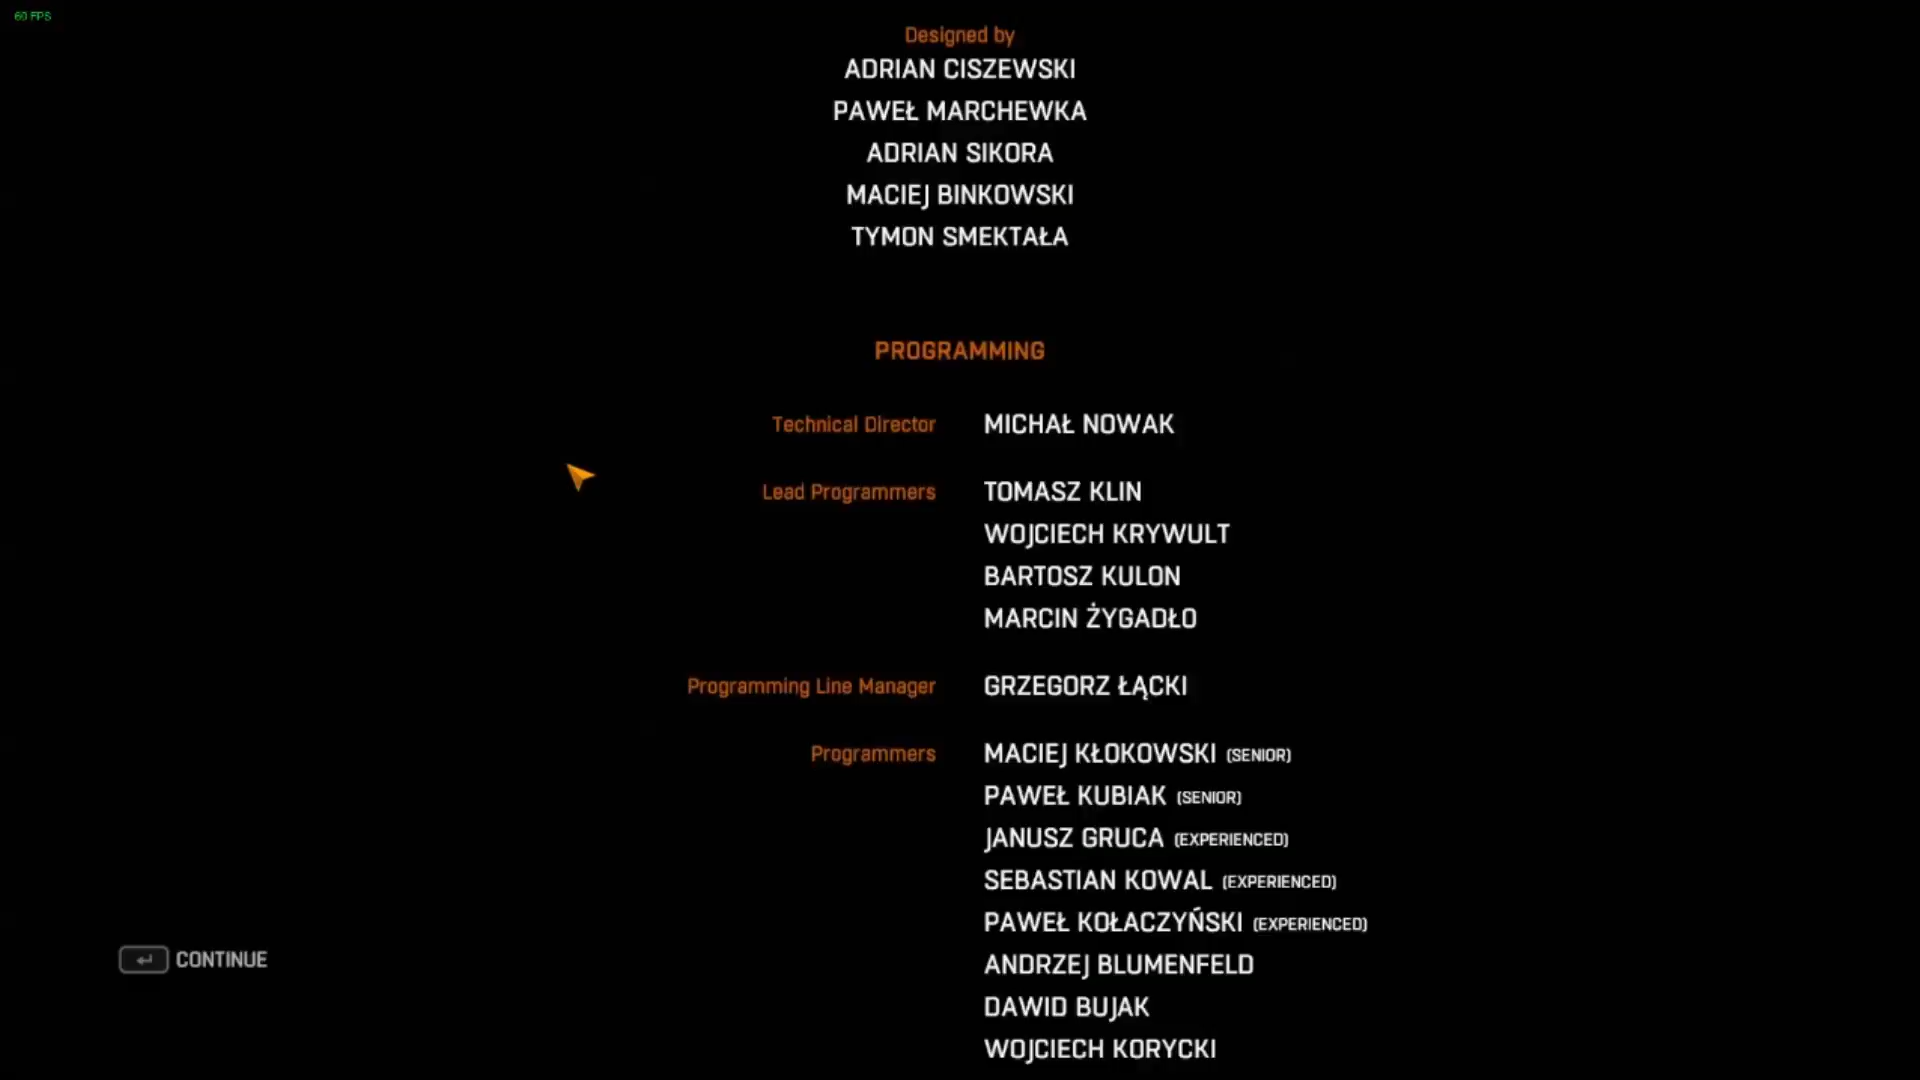 60 FPS
Designed by
ADRIAN CISZEWSKI
PAWEŁ MARCHEWKA
ADRIAN SIKORA
MACIEJ BINKOWSKI
TYMON SMEKTAŁA
PROGRAMMING
Technical Director MICHAŁ NOWAK
Lead Programmers TOMASZ KLIN
WOJCIECH KRYWULT
BARTOSZ KULON
MARCIN ŻYGADŁO
Programming Line Manager GRZEGORZ ŁĄCKI
Programmers MACIEJ KŁOKOWSKI (SENIOR)
PAWEŁ KUBIAK (SENIOR)
JANUSZ GRUCA (EXPERIENCED)
SEBASTIAN KOWAL (EXPERIENCED)
PAWEŁ KOŁACZYŃSKI (EXPERIENCED)
ANDRZEJ BLUMENFELD
DAWID BUJAK
WOJCIECH KORYCKI
CONTINUE